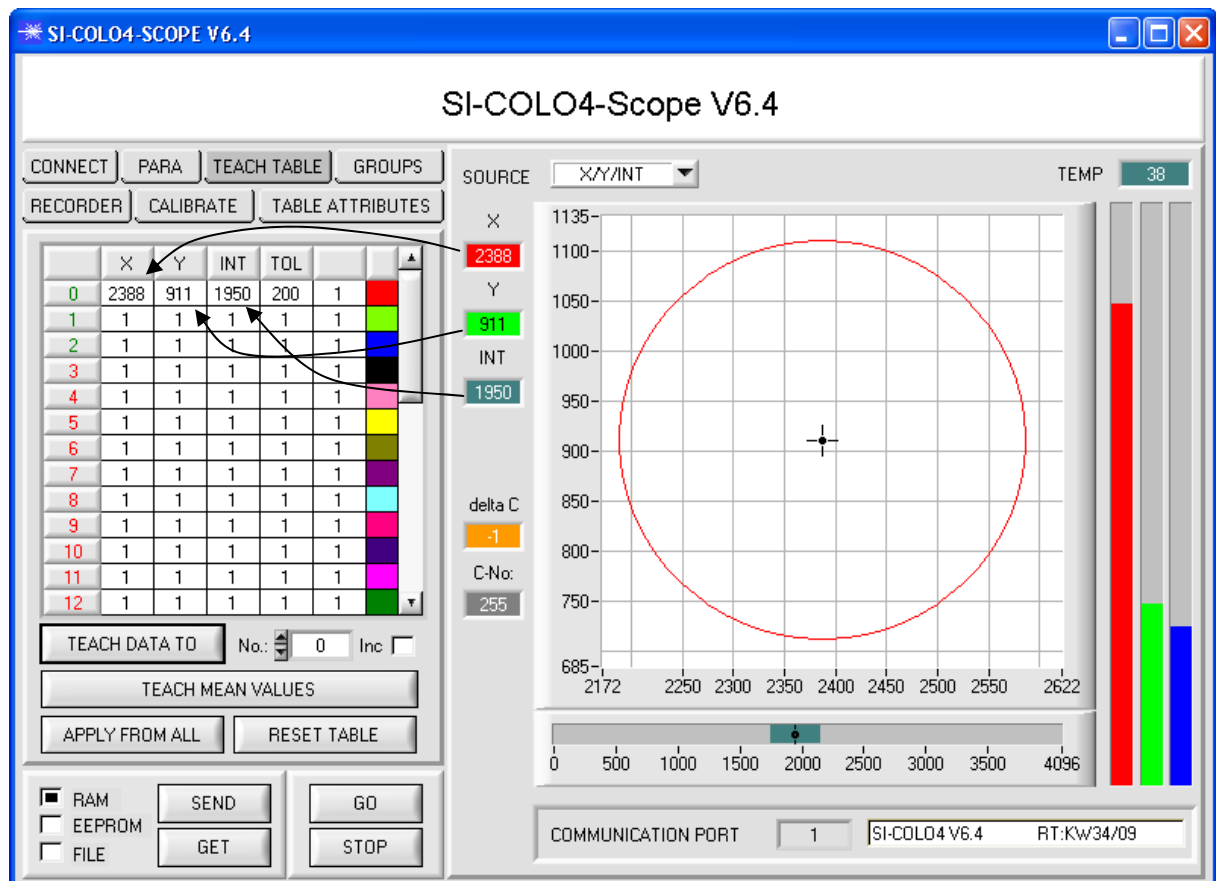 SI-COLO4-SCOPE V6.4
SI-COLO4-Scope V6.4
CONNECT PARA TEACH TABLE GROUPS
RECORDER CALIBRATE TABLE ATTRIBUTES
X Y INT TOL
0 2388 911 1950 200 1
1 1 1 1 1 1
2 1 1 1 1 1
3 1 1 1 1 1
4 1 1 1 1 1
5 1 1 1 1 1
6 1 1 1 1 1
7 1 1 1 1 1
8 1 1 1 1 1
9 1 1 1 1 1
10 1 1 1 1 1
11 1 1 1 1 1
12 1 1 1 1 1
TEACH DATA TO No.: 0 Inc
TEACH MEAN VALUES
APPLY FROM ALL RESET TABLE
RAM
EEPROM
FILE
SEND
GET
GO
STOP
SOURCE X/Y/INT
TEMP 38
X
2388
Y
911
INT
1950
delta C
-1
C-No:
255
1135
1100
1050
1000
950
900
850
800
750
685
2172 2250 2300 2350 2400 2450 2500 2550 2622
0 500 1000 1500 2000 2500 3000 3500 4096
COMMUNICATION PORT 1 SI-COLO4 V6.4 RT:KW34/09